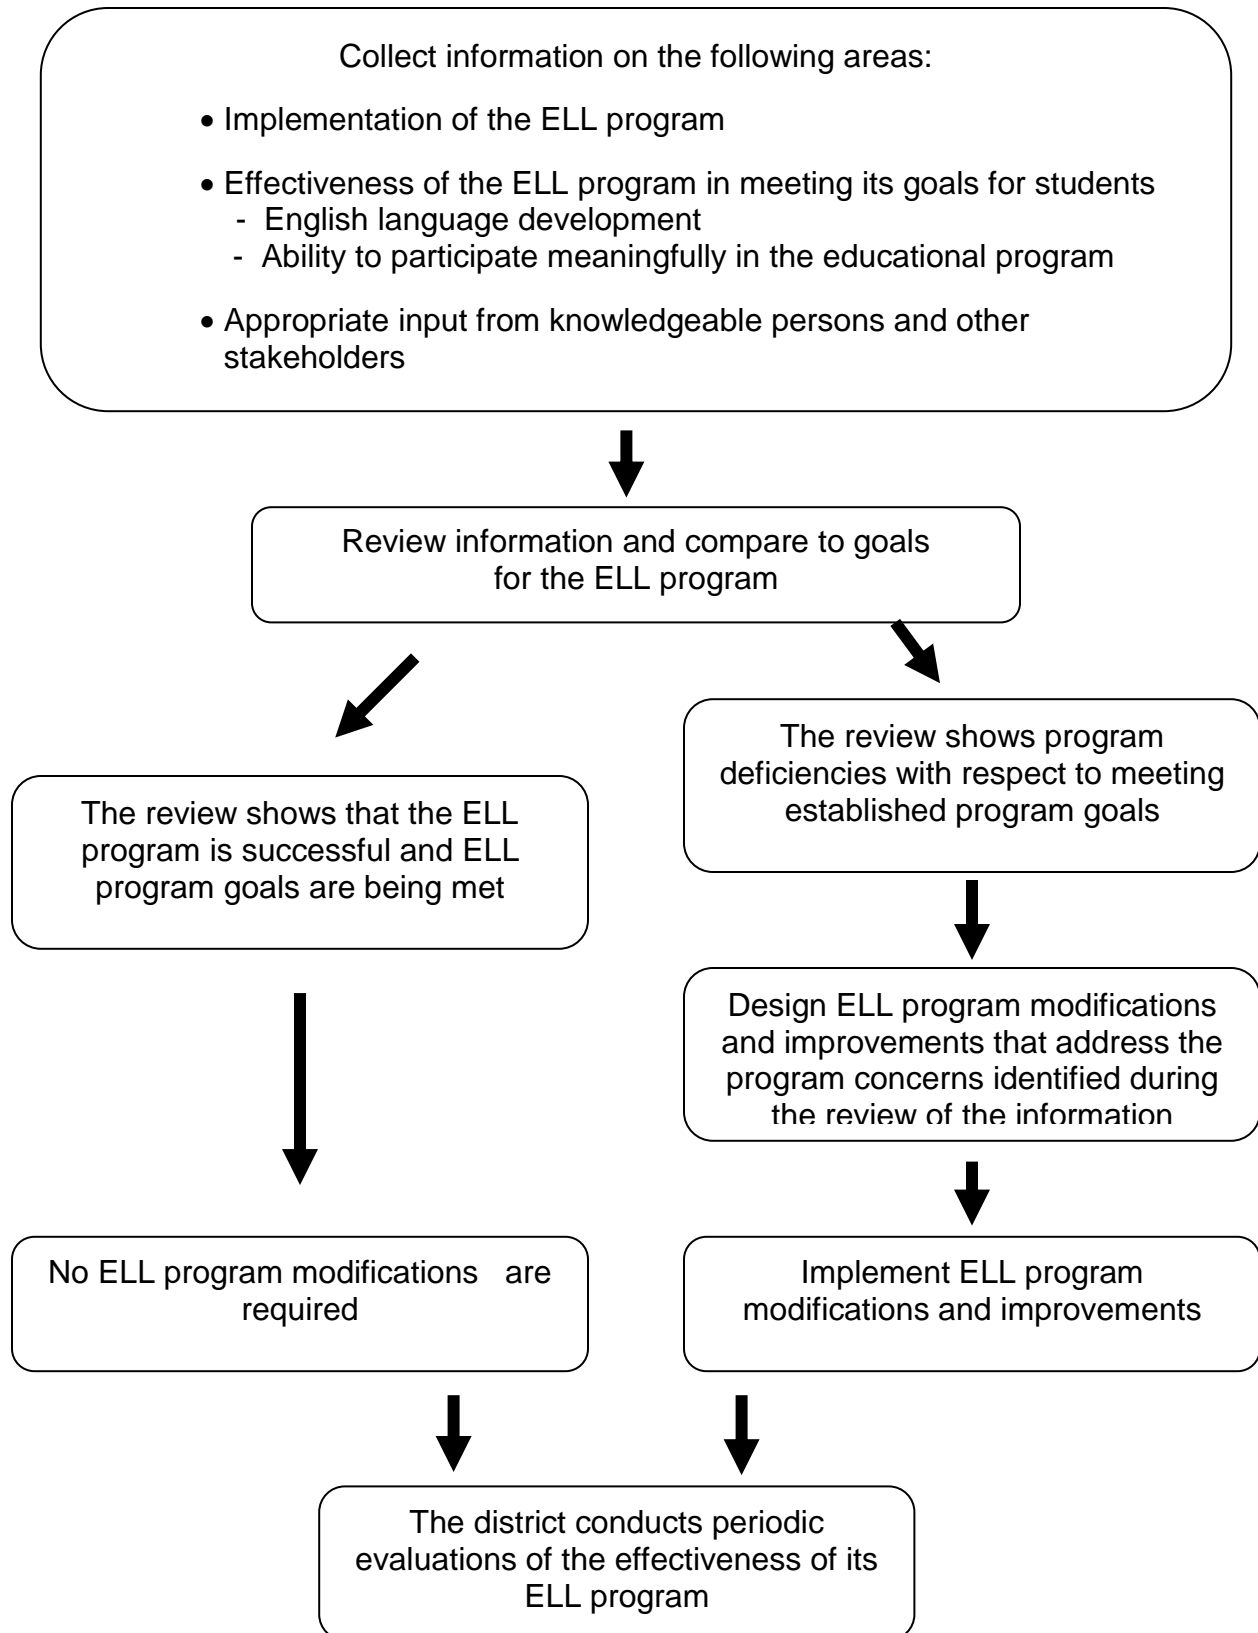 Collect information on the following areas:
• Implementation of the ELL program
• Effectiveness of the ELL program in meeting its goals for students
- English language development
- Ability to participate meaningfully in the educational program
• Appropriate input from knowledgeable persons and other
stakeholders
Review information and compare to goals
for the ELL program
The review shows that the ELL
program is successful and ELL
program goals are being met
The review shows program
deficiencies with respect to meeting
established program goals
Design ELL program modifications
and improvements that address the
program concerns identified during
the review of the information
No ELL program modifications are
required
Implement ELL program
modifications and improvements
The district conducts periodic
evaluations of the effectiveness of its
ELL program